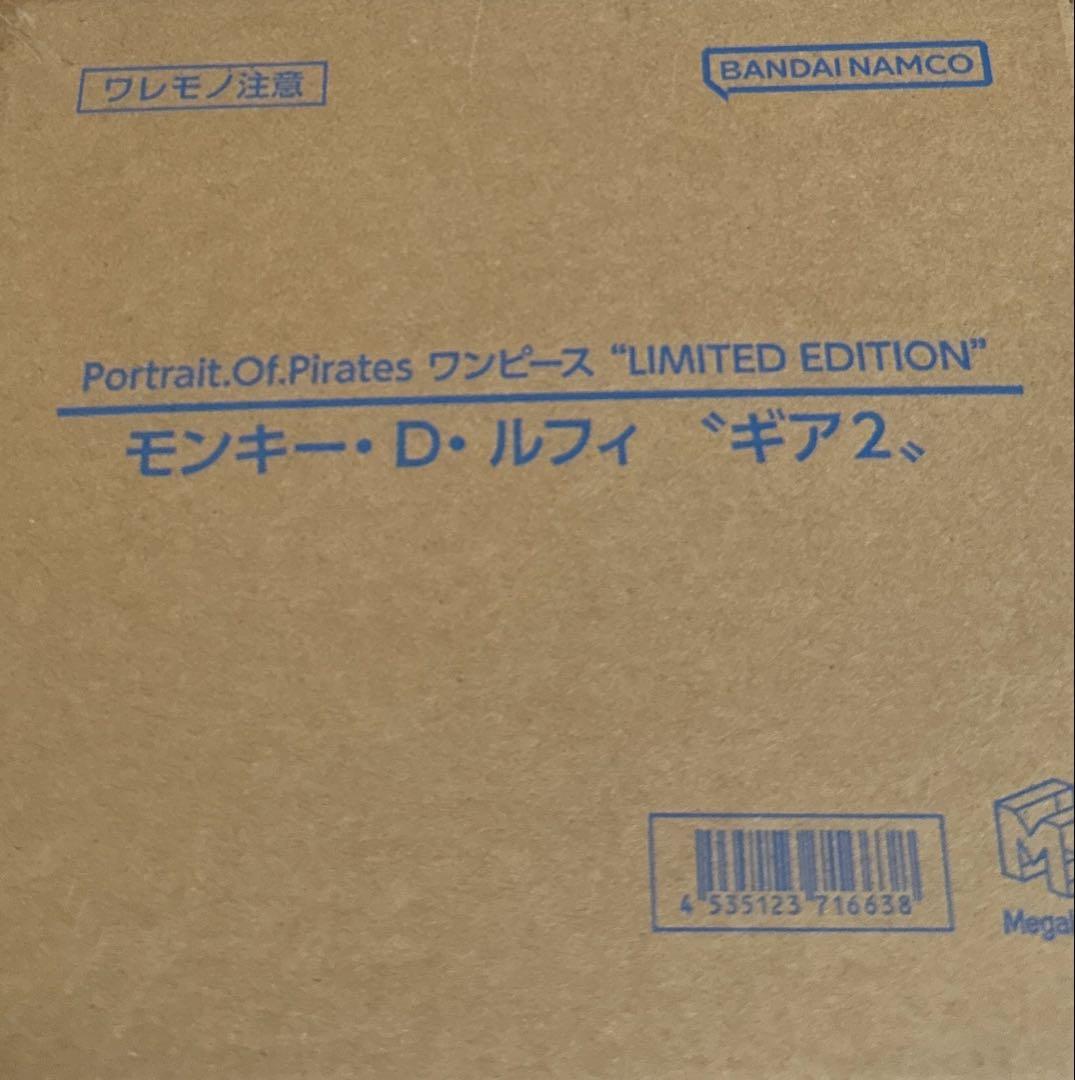 ワレモノ注意
BANDAI NAMCO
Portrait.Of.Pirates ワンピース “LIMITED EDITION”
モンキー・D・ルフィ 〝ギア2〟
4 535123 716638
Mega